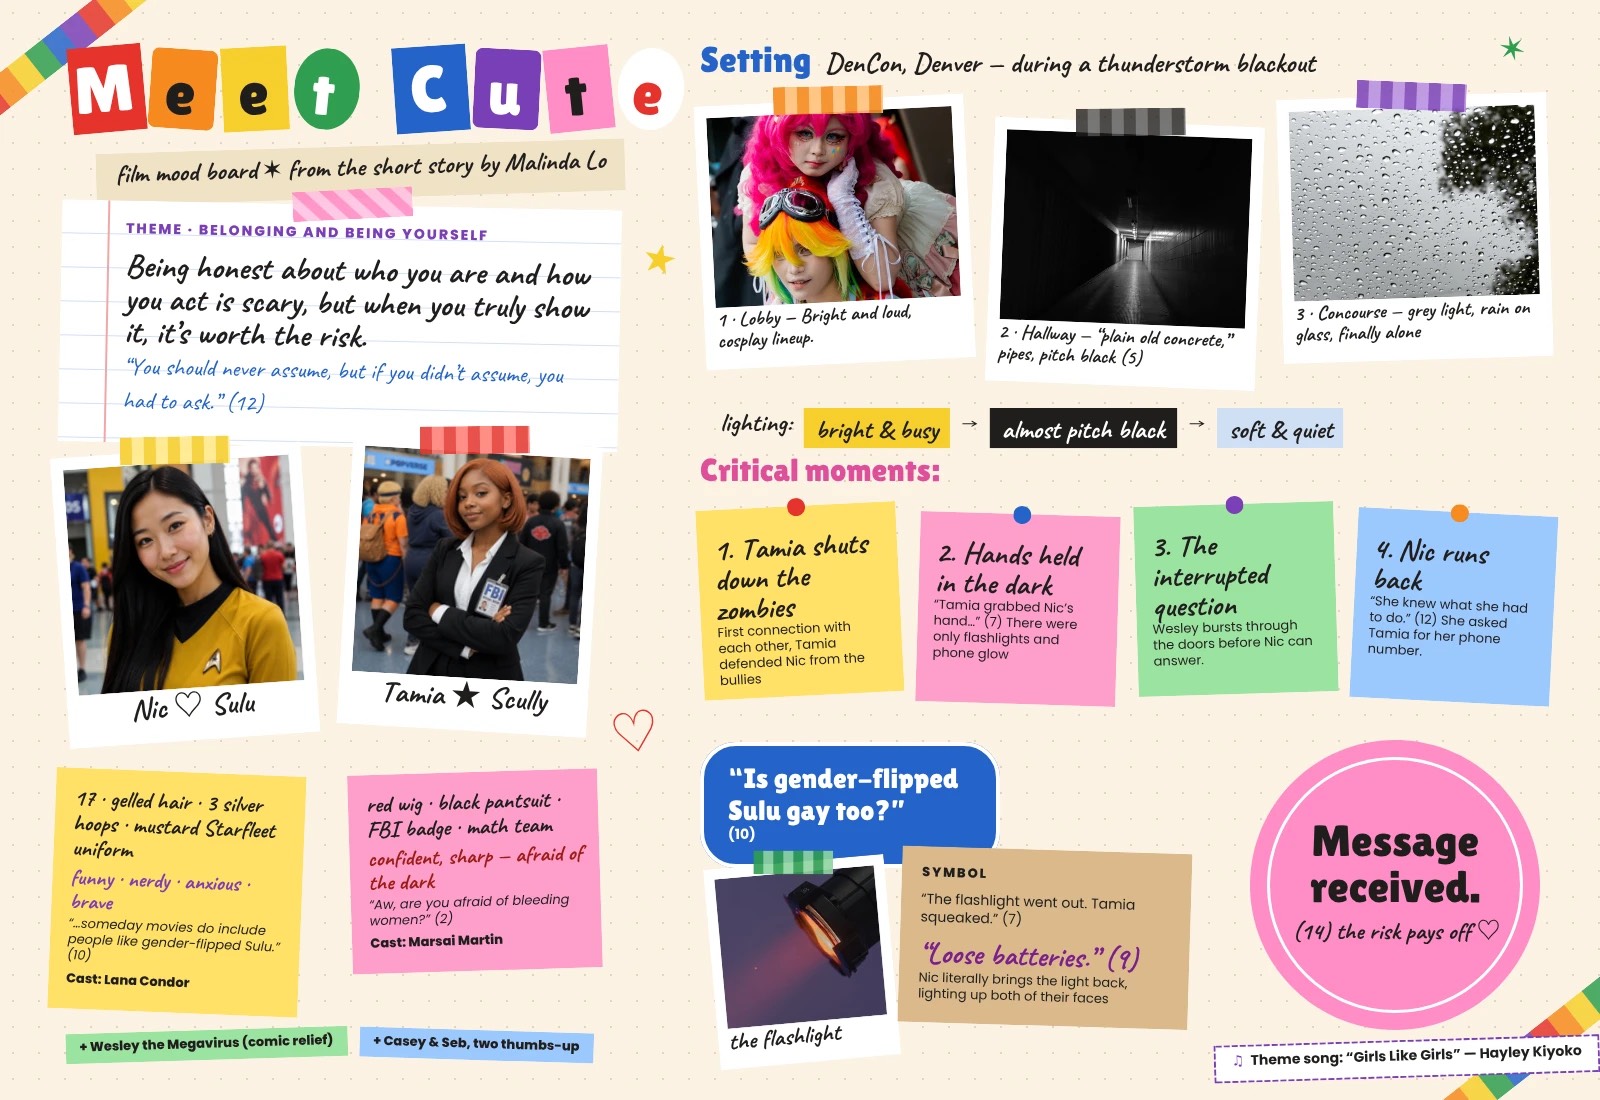 Meet Cute
film mood board ✶ from the short story by Malinda Lo
THEME · BELONGING AND BEING YOURSELF
Being honest about who you are and how
you act is scary, but when you truly show
it, it's worth the risk.
"You should never assume, but if you didn't assume, you
had to ask." (12)
Nic ♡ Sulu
FBI
Tamia ★ Scully
17 · gelled hair · 3 silver
hoops · mustard Starfleet
uniform
funny · nerdy · anxious ·
brave
"...someday movies do include
people like gender-flipped Sulu."
(10)
Cast: Lana Condor
red wig · black pantsuit ·
FBI badge · math team
confident, sharp — afraid of
the dark
"Aw, are you afraid of bleeding
women?" (2)
Cast: Marsai Martin
+ Wesley the Megavirus (comic relief)
+ Casey & Seb, two thumbs-up
Setting DenCon, Denver — during a thunderstorm blackout
1 · Lobby — Bright and loud,
cosplay lineup.
2 · Hallway — "plain old concrete,"
pipes, pitch black (5)
3 · Concourse — grey light, rain on
glass, finally alone
lighting: bright & busy → almost pitch black → soft & quiet
Critical moments:
1. Tamia shuts
down the
zombies
First connection with
each other, Tamia
defended Nic from the
bullies
2. Hands held
in the dark
"Tamia grabbed Nic's
hand..." (7) There were
only flashlights and
phone glow
3. The
interrupted
question
Wesley bursts through
the doors before Nic can
answer.
4. Nic runs
back
"She knew what she had
to do." (12) She asked
Tamia for her phone
number.
"Is gender-flipped
Sulu gay too?"
(10)
the flashlight
SYMBOL
"The flashlight went out. Tamia
squeaked." (7)
"Loose batteries." (9)
Nic literally brings the light back,
lighting up both of their faces
Message
received.
(14) the risk pays off ♡
♫ Theme song: "Girls Like Girls" — Hayley Kiyoko